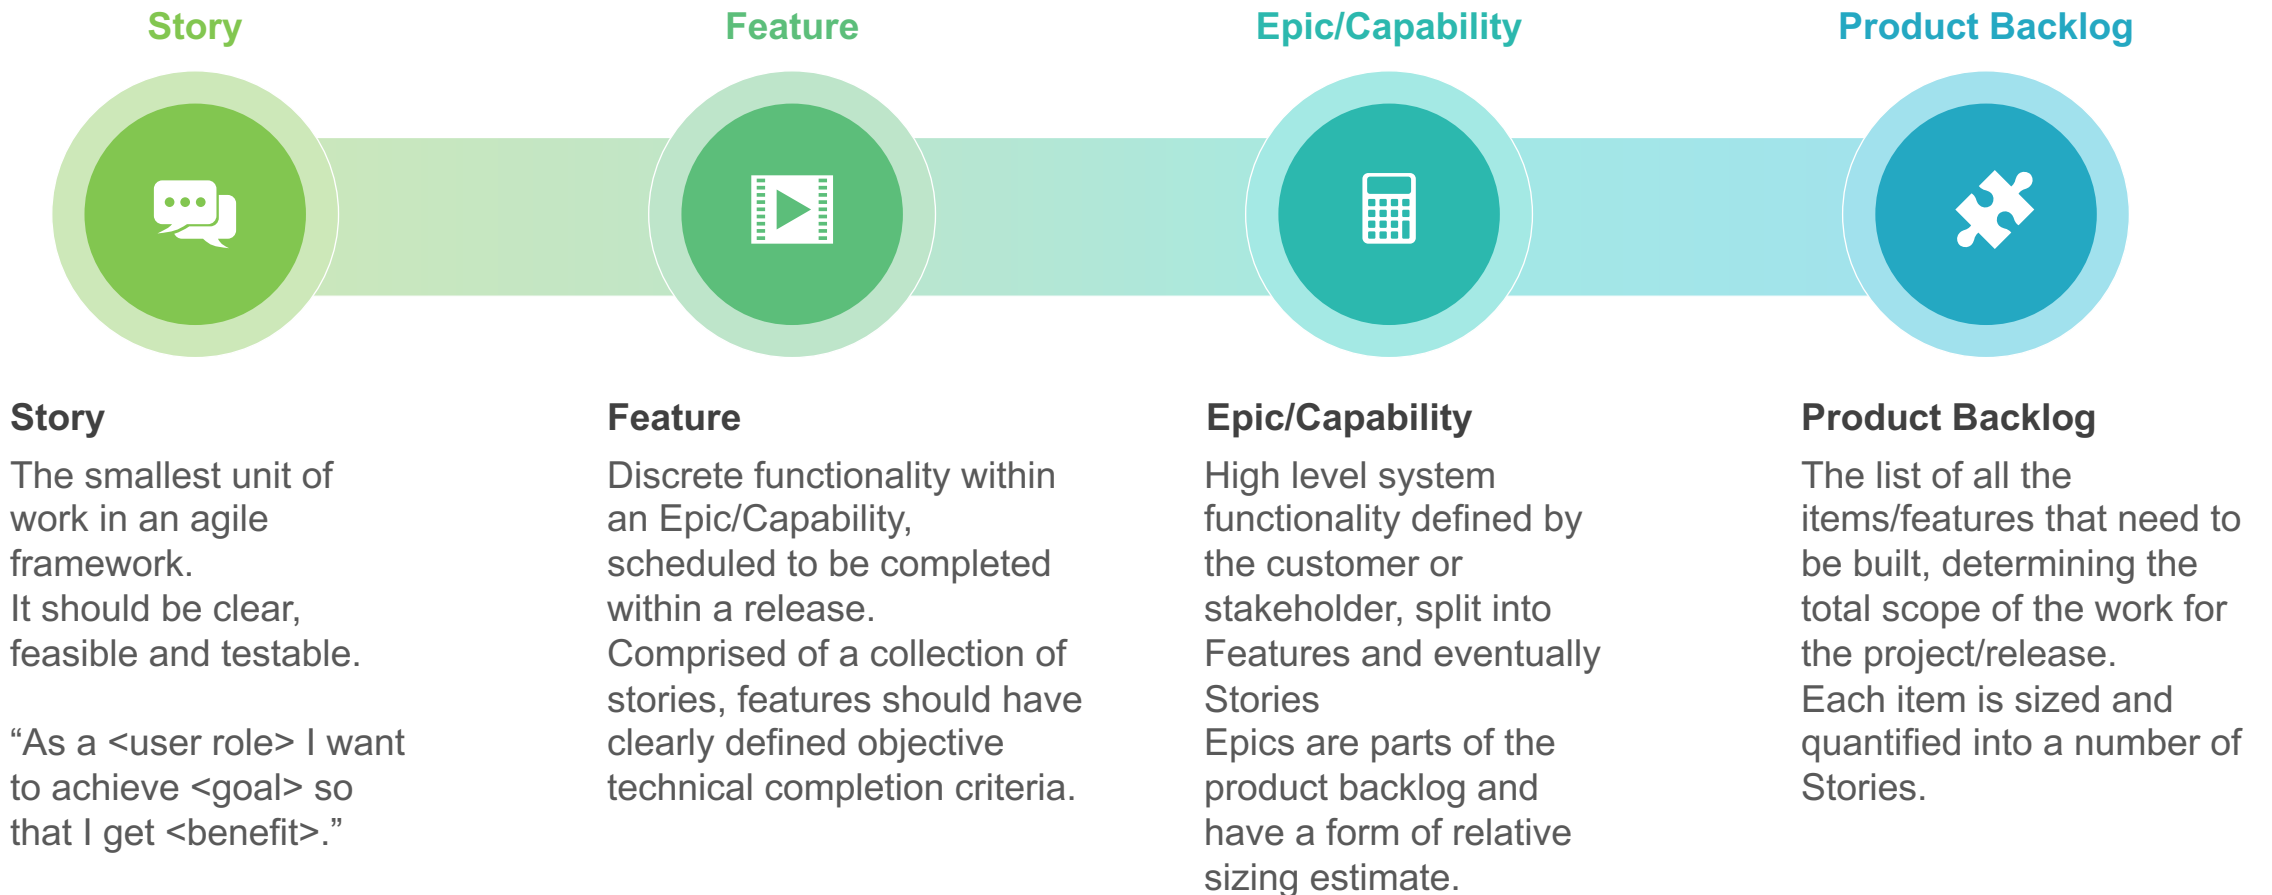 Story
Feature
Epic/Capability
Product Backlog
Story
The smallest unit of
work in an agile
framework.
It should be clear,
feasible and testable.
“As a <user role> I want
to achieve <goal> so
that I get <benefit>.”
Feature
Discrete functionality within
an Epic/Capability,
scheduled to be completed
within a release.
Comprised of a collection of
stories, features should have
clearly defined objective
technical completion criteria.
Epic/Capability
High level system
functionality defined by
the customer or
stakeholder, split into
Features and eventually
Stories
Epics are parts of the
product backlog and
have a form of relative
sizing estimate.
Product Backlog
The list of all the
items/features that need to
be built, determining the
total scope of the work for
the project/release.
Each item is sized and
quantified into a number of
Stories.